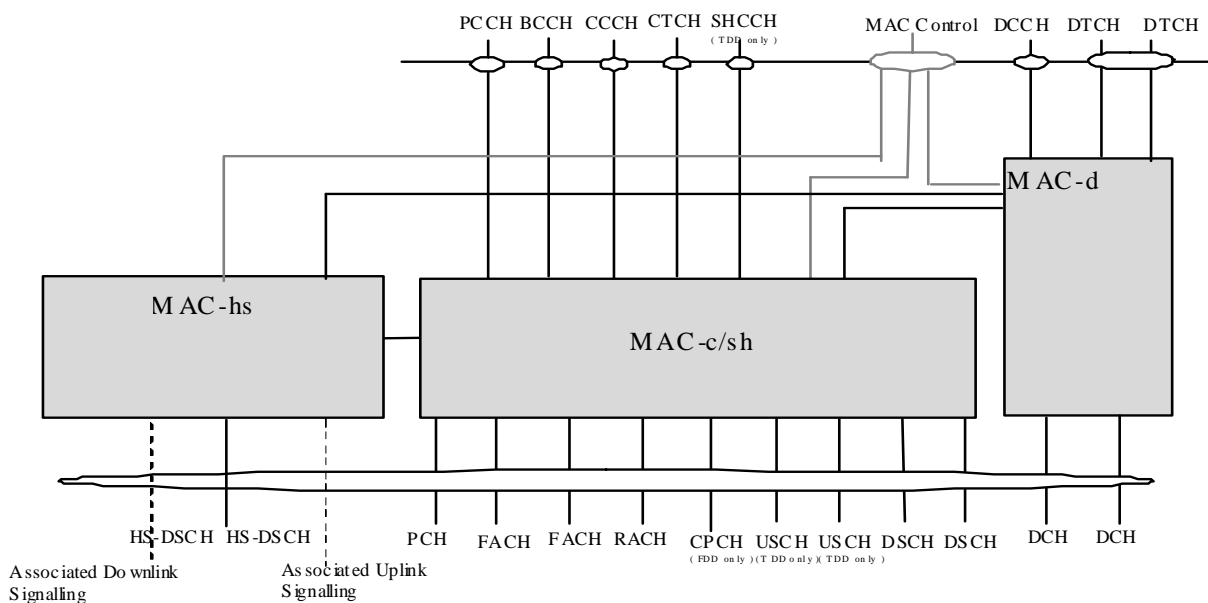 PCCH BCCH CCCH CTCH SHCCH MAC Control DCCH DTCH DTCH
( TDD only )
MAC-d
MAC-hs
MAC-c/sh
HS-DSCH HS-DSCH PCH FACH FACH RACH CPCH USCH USCH DSCH DSCH DCH DCH
( FDD only ) ( TDD only ) ( TDD only )
Associated Downlink Signalling
Associated Uplink Signalling